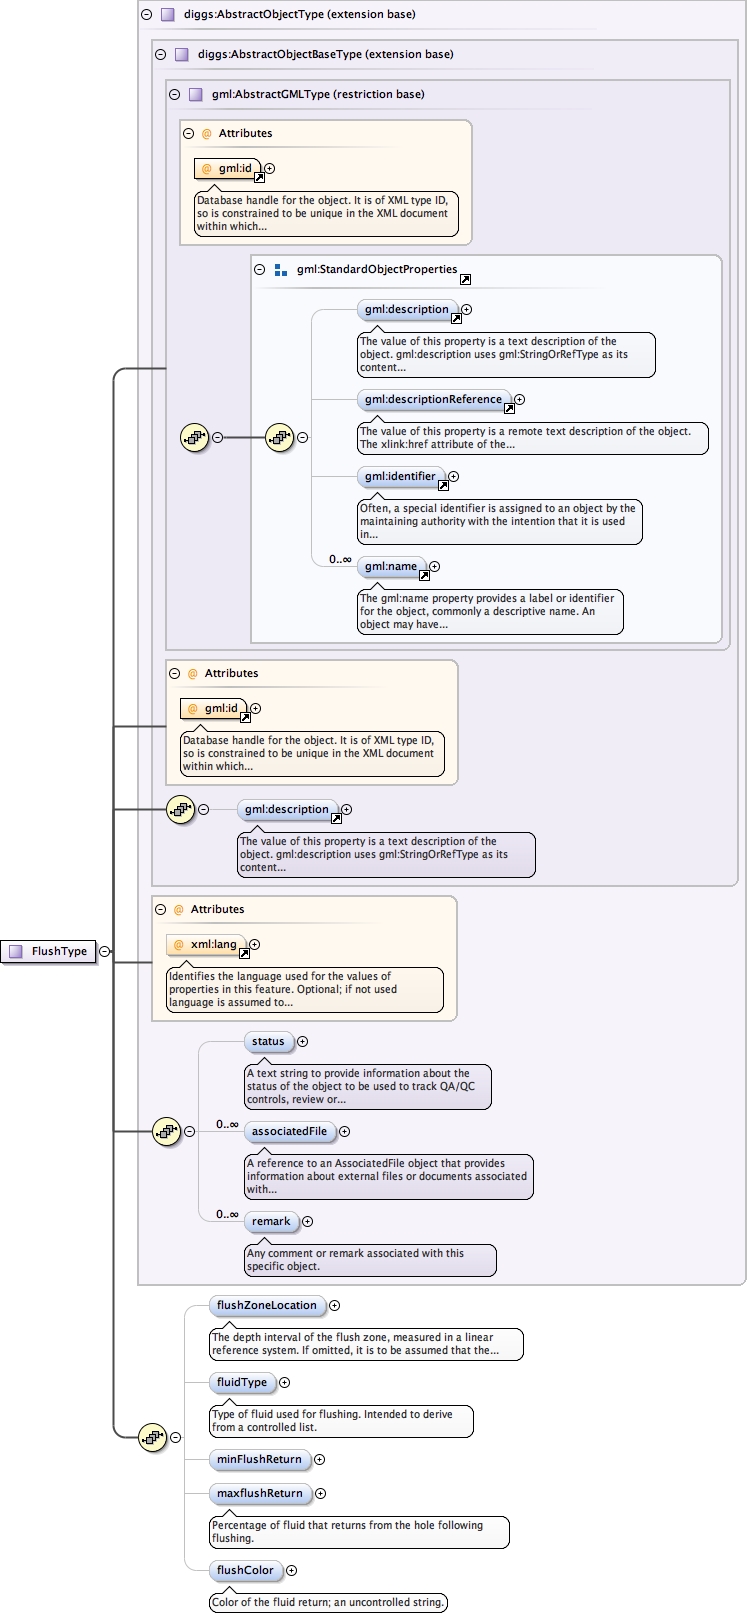 diggs:AbstractObjectType (extension base)
diggs:AbstractObjectBaseType (extension base)
gml:AbstractGMLType (restriction base)
@ Attributes
@ gml:id
Database handle for the object. It is of XML type ID,
so is constrained to be unique in the XML document
within which...
gml:StandardObjectProperties
gml:description
The value of this property is a text description of the
object. gml:description uses gml:StringOrRefType as its
content...
gml:descriptionReference
The value of this property is a remote text description of the object.
The xlink:href attribute of the...
gml:identifier
Often, a special identifier is assigned to an object by the
maintaining authority with the intention that it is used
in...
0..∞
gml:name
The gml:name property provides a label or identifier
for the object, commonly a descriptive name. An
object may have...
@ Attributes
@ gml:id
Database handle for the object. It is of XML type ID,
so is constrained to be unique in the XML document
within which...
gml:description
The value of this property is a text description of the
object. gml:description uses gml:StringOrRefType as its
content...
@ Attributes
FlushType
@ xml:lang
Identifies the language used for the values of
properties in this feature. Optional; if not used
language is assumed to...
status
A text string to provide information about the
status of the object to be used to track QA/QC
controls, review or...
0..∞
associatedFile
A reference to an AssociatedFile object that provides
information about external files or documents associated
with...
0..∞
remark
Any comment or remark associated with this
specific object.
flushZoneLocation
The depth interval of the flush zone, measured in a linear
reference system. If omitted, it is to be assumed that the...
fluidType
Type of fluid used for flushing. Intended to derive
from a controlled list.
minFlushReturn
maxflushReturn
Percentage of fluid that returns from the hole following
flushing.
flushColor
Color of the fluid return; an uncontrolled string.